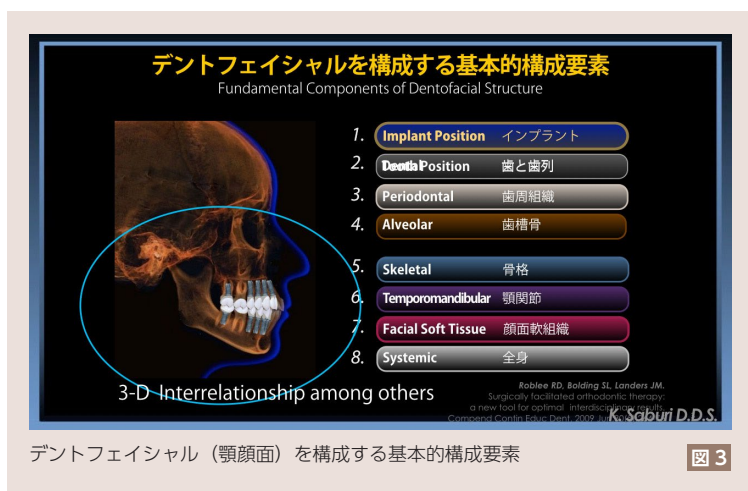 デントフェイシャルを構成する基本的構成要素
Fundamental Components of Dentofacial Structure
1. Implant Position インプラント
2. Position 歯と歯列
3. Periodontal 歯周組織
4. Alveolar 歯槽骨
5. Skeletal 骨格
6. Temporomandibular 顎関節
7. Facial Soft Tissue 顔面軟組織
8. Systemic 全身
3-D Interrelationship among others
Roblee RD, Bolding SL, Landers JM.
Surgically facilitated orthodontic therapy:
a new tool for optimal interdisciplinary results.
Compend Contin Educ Dent. 2009 Jun
K. Saburi D.D.S.
デントフェイシャル（顎顔面）を構成する基本的構成要素
図 3